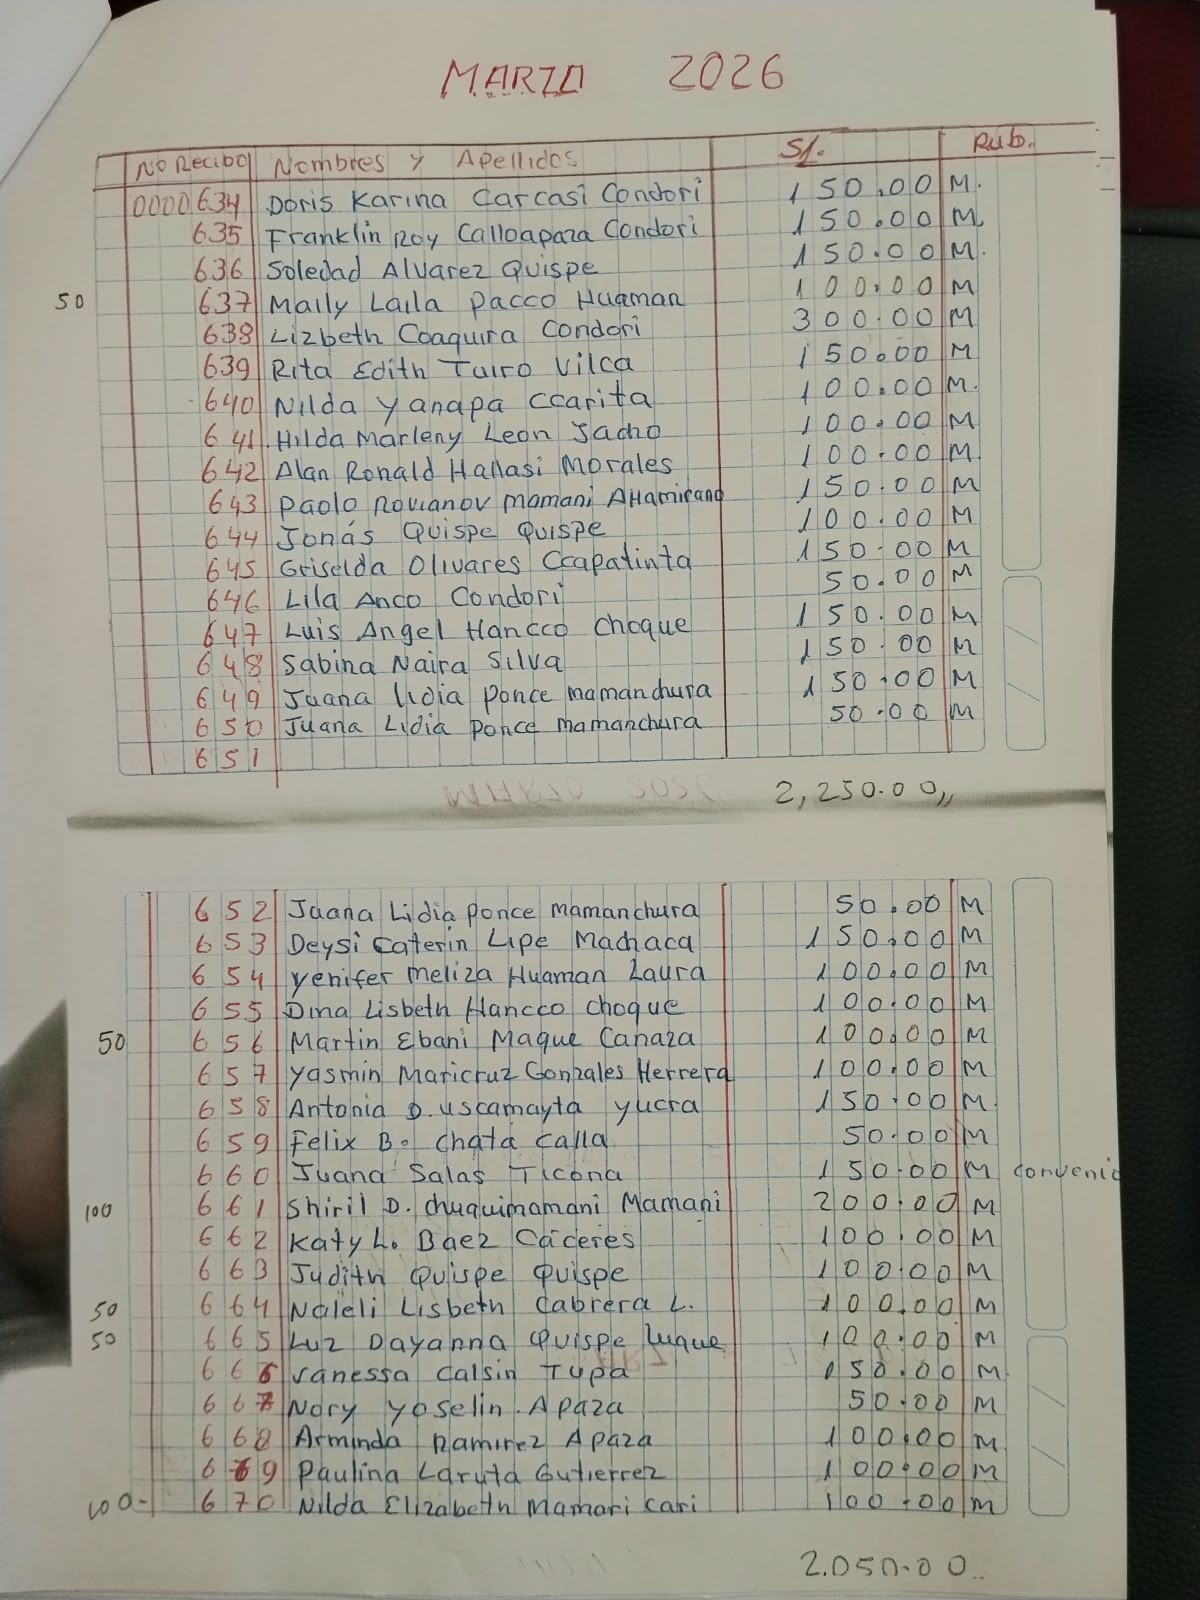 MARZO 2026
No Recibo Nombres y Apellidos S/. Rub.
0000634 Doris Karina Carcasi Condori 150.00 M.
635 Franklin Roy Calloapaza Condori 150.00 M.
636 Soledad Alvarez Quispe 150.00 M.
50 637 Maily Laila Pacco Huaman 100.00 M
638 Lizbeth Coaquira Condori 300.00 M
639 Rita Edith Tuiro Vilca 150.00 M
640 Nilda Yanapa Ccarita 100.00 M.
641 Hilda Marleny Leon Jacho 100.00 M
642 Alan Ronald Hallasi Morales 100.00 M.
643 Paolo Mamani Altamirano 150.00 M
644 Jonás Quispe Quispe 100.00 M
645 Griselda Olivares Ccapatinta 150.00 M
646 Lila Anco Condori 50.00 M
647 Luis Angel Hancco choque 150.00 M
648 Sabina Naira Silva 150.00 M
649 Juana Lidia Ponce mamanchura 150.00 M
650 Juana Lidia Ponce mamanchura 50.00 M
651
2,250.00,,
652 Juana Lidia Ponce mamanchura 50.00 M
653 Deysi Caterin Lipe Machaca 150.00 M
654 Yenifer meliza Huaman Laura 100.00 M
655 Dina Lisbeth Hancco choque 100.00 M
50 656 Martin Ebani Maque Canaza 100.00 M
657 Yasmin Maricruz Gonzales Herrera 100.00 M
658 Antonia D. uscamayta yucra 150.00 M.
659 Felix B. chata calla 50.00 M
660 Juana Salas Ticona 150.00 M convenio
100 661 Shiril D. chuquimamani Mamani 200.00 M
662 Katy L. Baez Cáceres 100.00 M
663 Judith Quispe Quispe 100.00 M
50 664 Naieli Lisbeth Cabrera L. 100.00 M
50 665 Luz Dayanna Quispe luque 100.00 M
666 Vanessa Calsin Tupa 150.00 M.
667 Nory Yoselin Apaza 50.00 M
668 Arminda Ramirez Apaza 100.00 M
669 Paulina Laruta Gutierrez 100.00 M
100- 670 Nilda Elizabeth Mamani Cari 100.00 M
2.050.00..